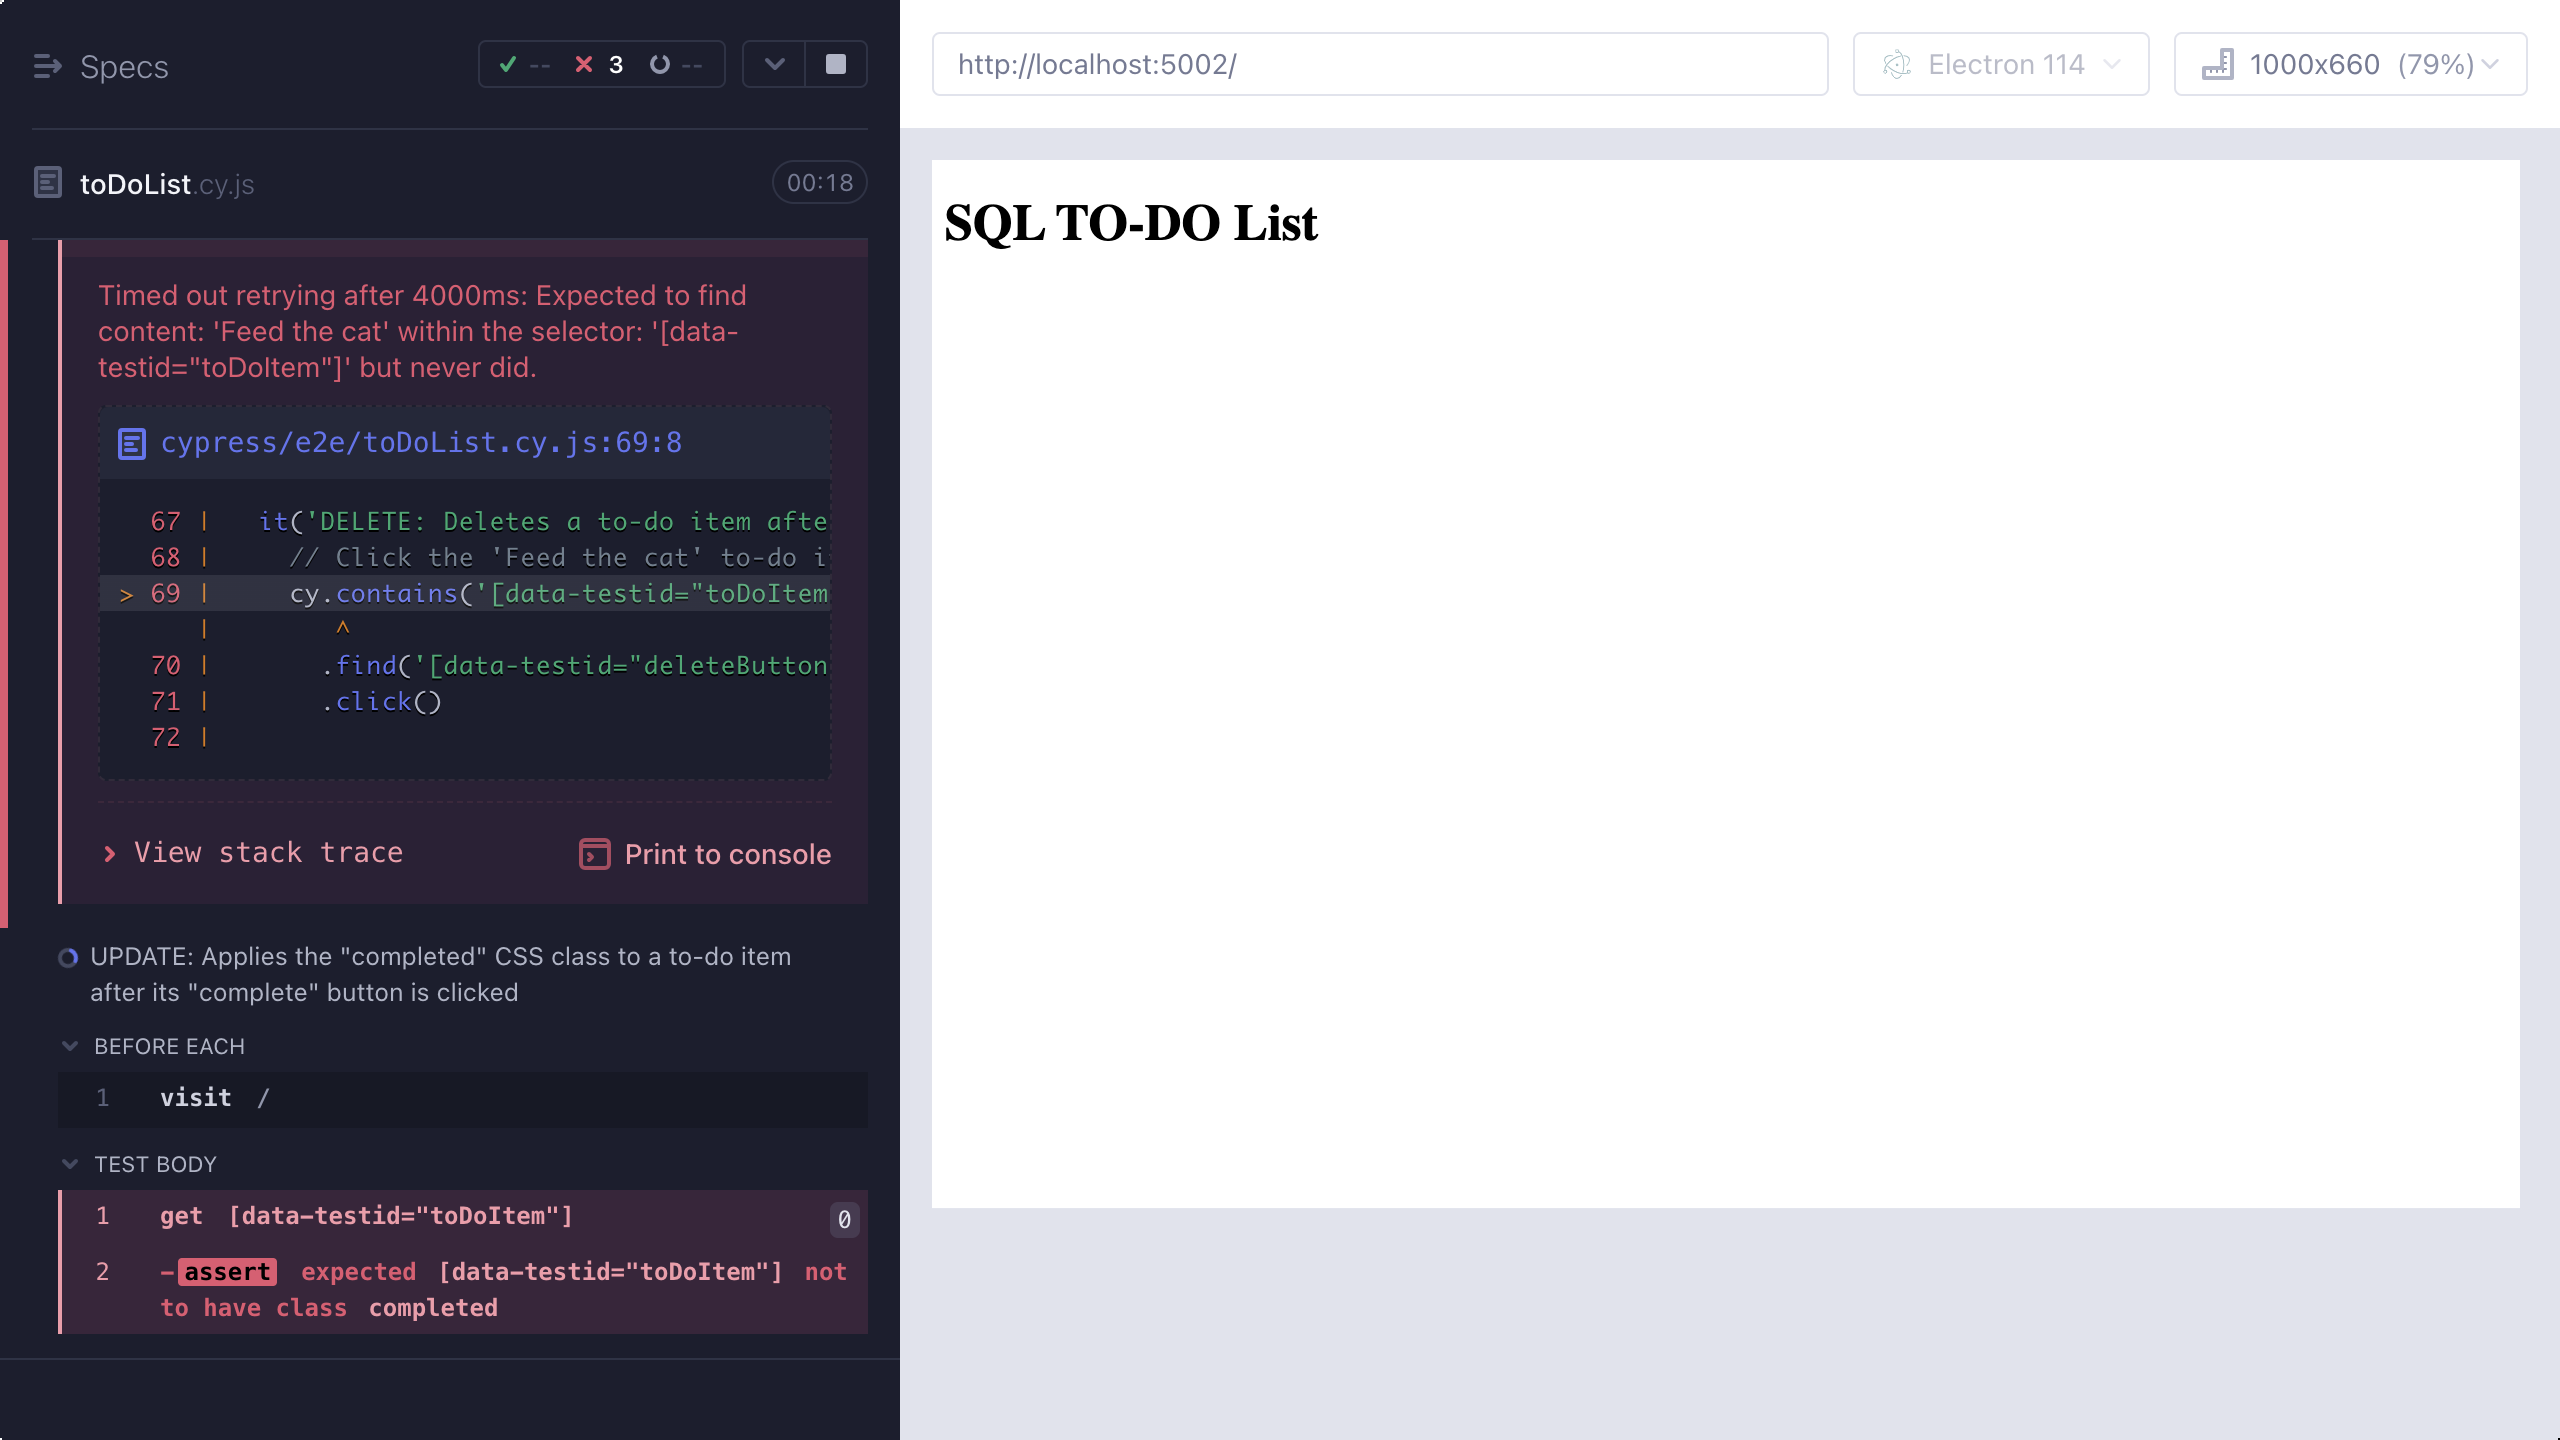 Specs
-- 3 --
toDoList.cy.js
00:18
Timed out retrying after 4000ms: Expected to find
content: 'Feed the cat' within the selector: '[data-
testid="toDoItem"]' but never did.
cypress/e2e/toDoList.cy.js:69:8
67 | it('DELETE: Deletes a to-do item afte
68 | // Click the 'Feed the cat' to-do i
> 69 | cy.contains('[data-testid="toDoItem
| ^
70 | .find('[data-testid="deleteButton
71 | .click()
72 |
View stack trace
Print to console
UPDATE: Applies the "completed" CSS class to a to-do item
after its "complete" button is clicked
BEFORE EACH
1 visit /
TEST BODY
1 get [data-testid="toDoItem"] 0
2 -assert expected [data-testid="toDoItem"] not
to have class completed
http://localhost:5002/
Electron 114
1000x660 (79%)
SQL TO-DO List